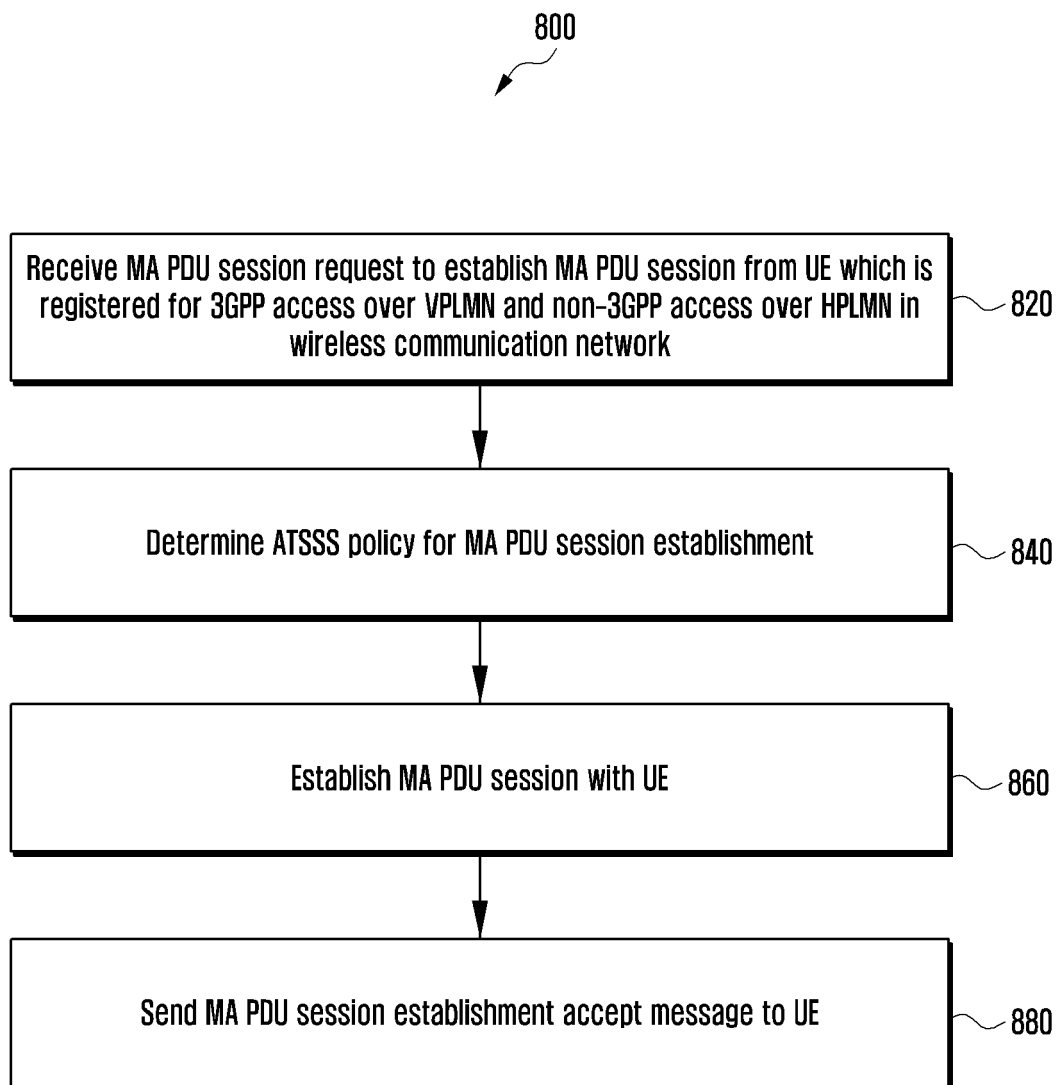 800
Receive MA PDU session request to establish MA PDU session from UE which is
registered for 3GPP access over VPLMN and non-3GPP access over HPLMN in
wireless communication network
820
Determine ATSSS policy for MA PDU session establishment
840
Establish MA PDU session with UE
860
Send MA PDU session establishment accept message to UE
880